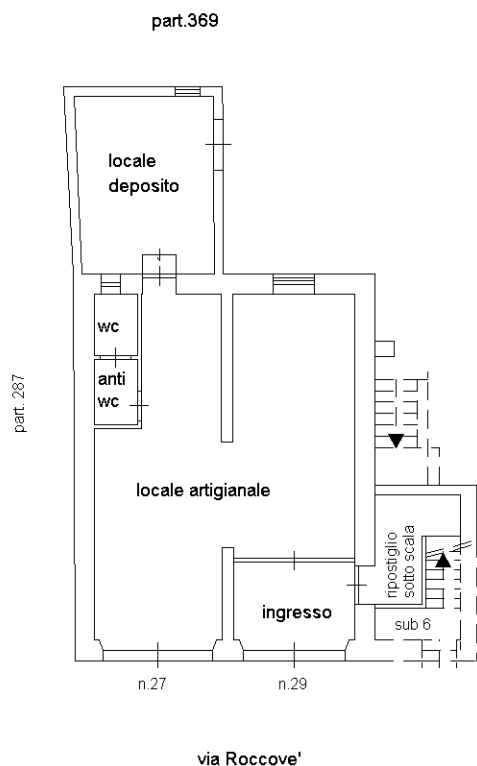 part.369
locale
deposito
wc
anti
wc
part. 287
locale artigianale
ripostiglio
sotto scala
ingresso
sub 6
n.27
n.29
via Roccove'